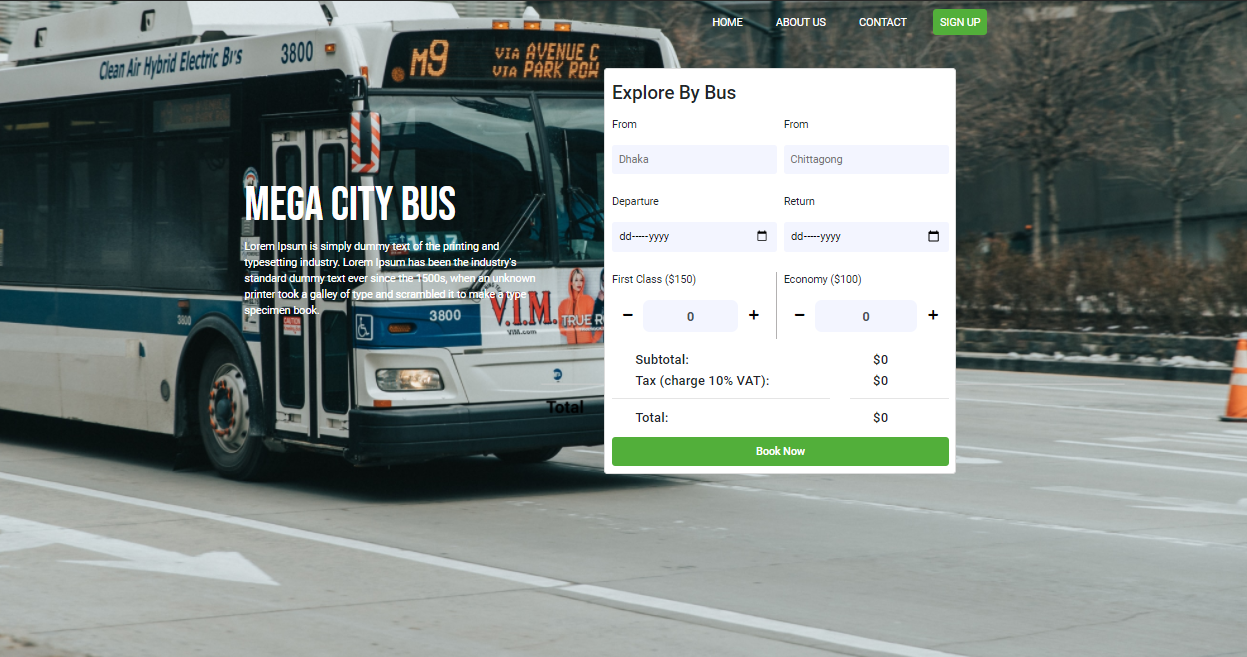 HOME ABOUT US CONTACT SIGN UP
Clean Air Hybrid Electric Bus 3800
M9 VIA AVENUE C
VIA PARK ROW
Explore By Bus
From From
Dhaka Chittagong
Departure Return
dd-----yyyy dd-----yyyy
First Class ($150) Economy ($100)
− 0 + − 0 +
Subtotal: $0
Tax (charge 10% VAT): $0
Total: $0
Book Now
MEGA CITY BUS
Lorem Ipsum is simply dummy text of the printing and
typesetting industry. Lorem Ipsum has been the industry's
standard dummy text ever since the 1500s, when an unknown
printer took a galley of type and scrambled it to make a type
specimen book.
3800
3800
V.I.M.
VIM.com
TRUE R
Total